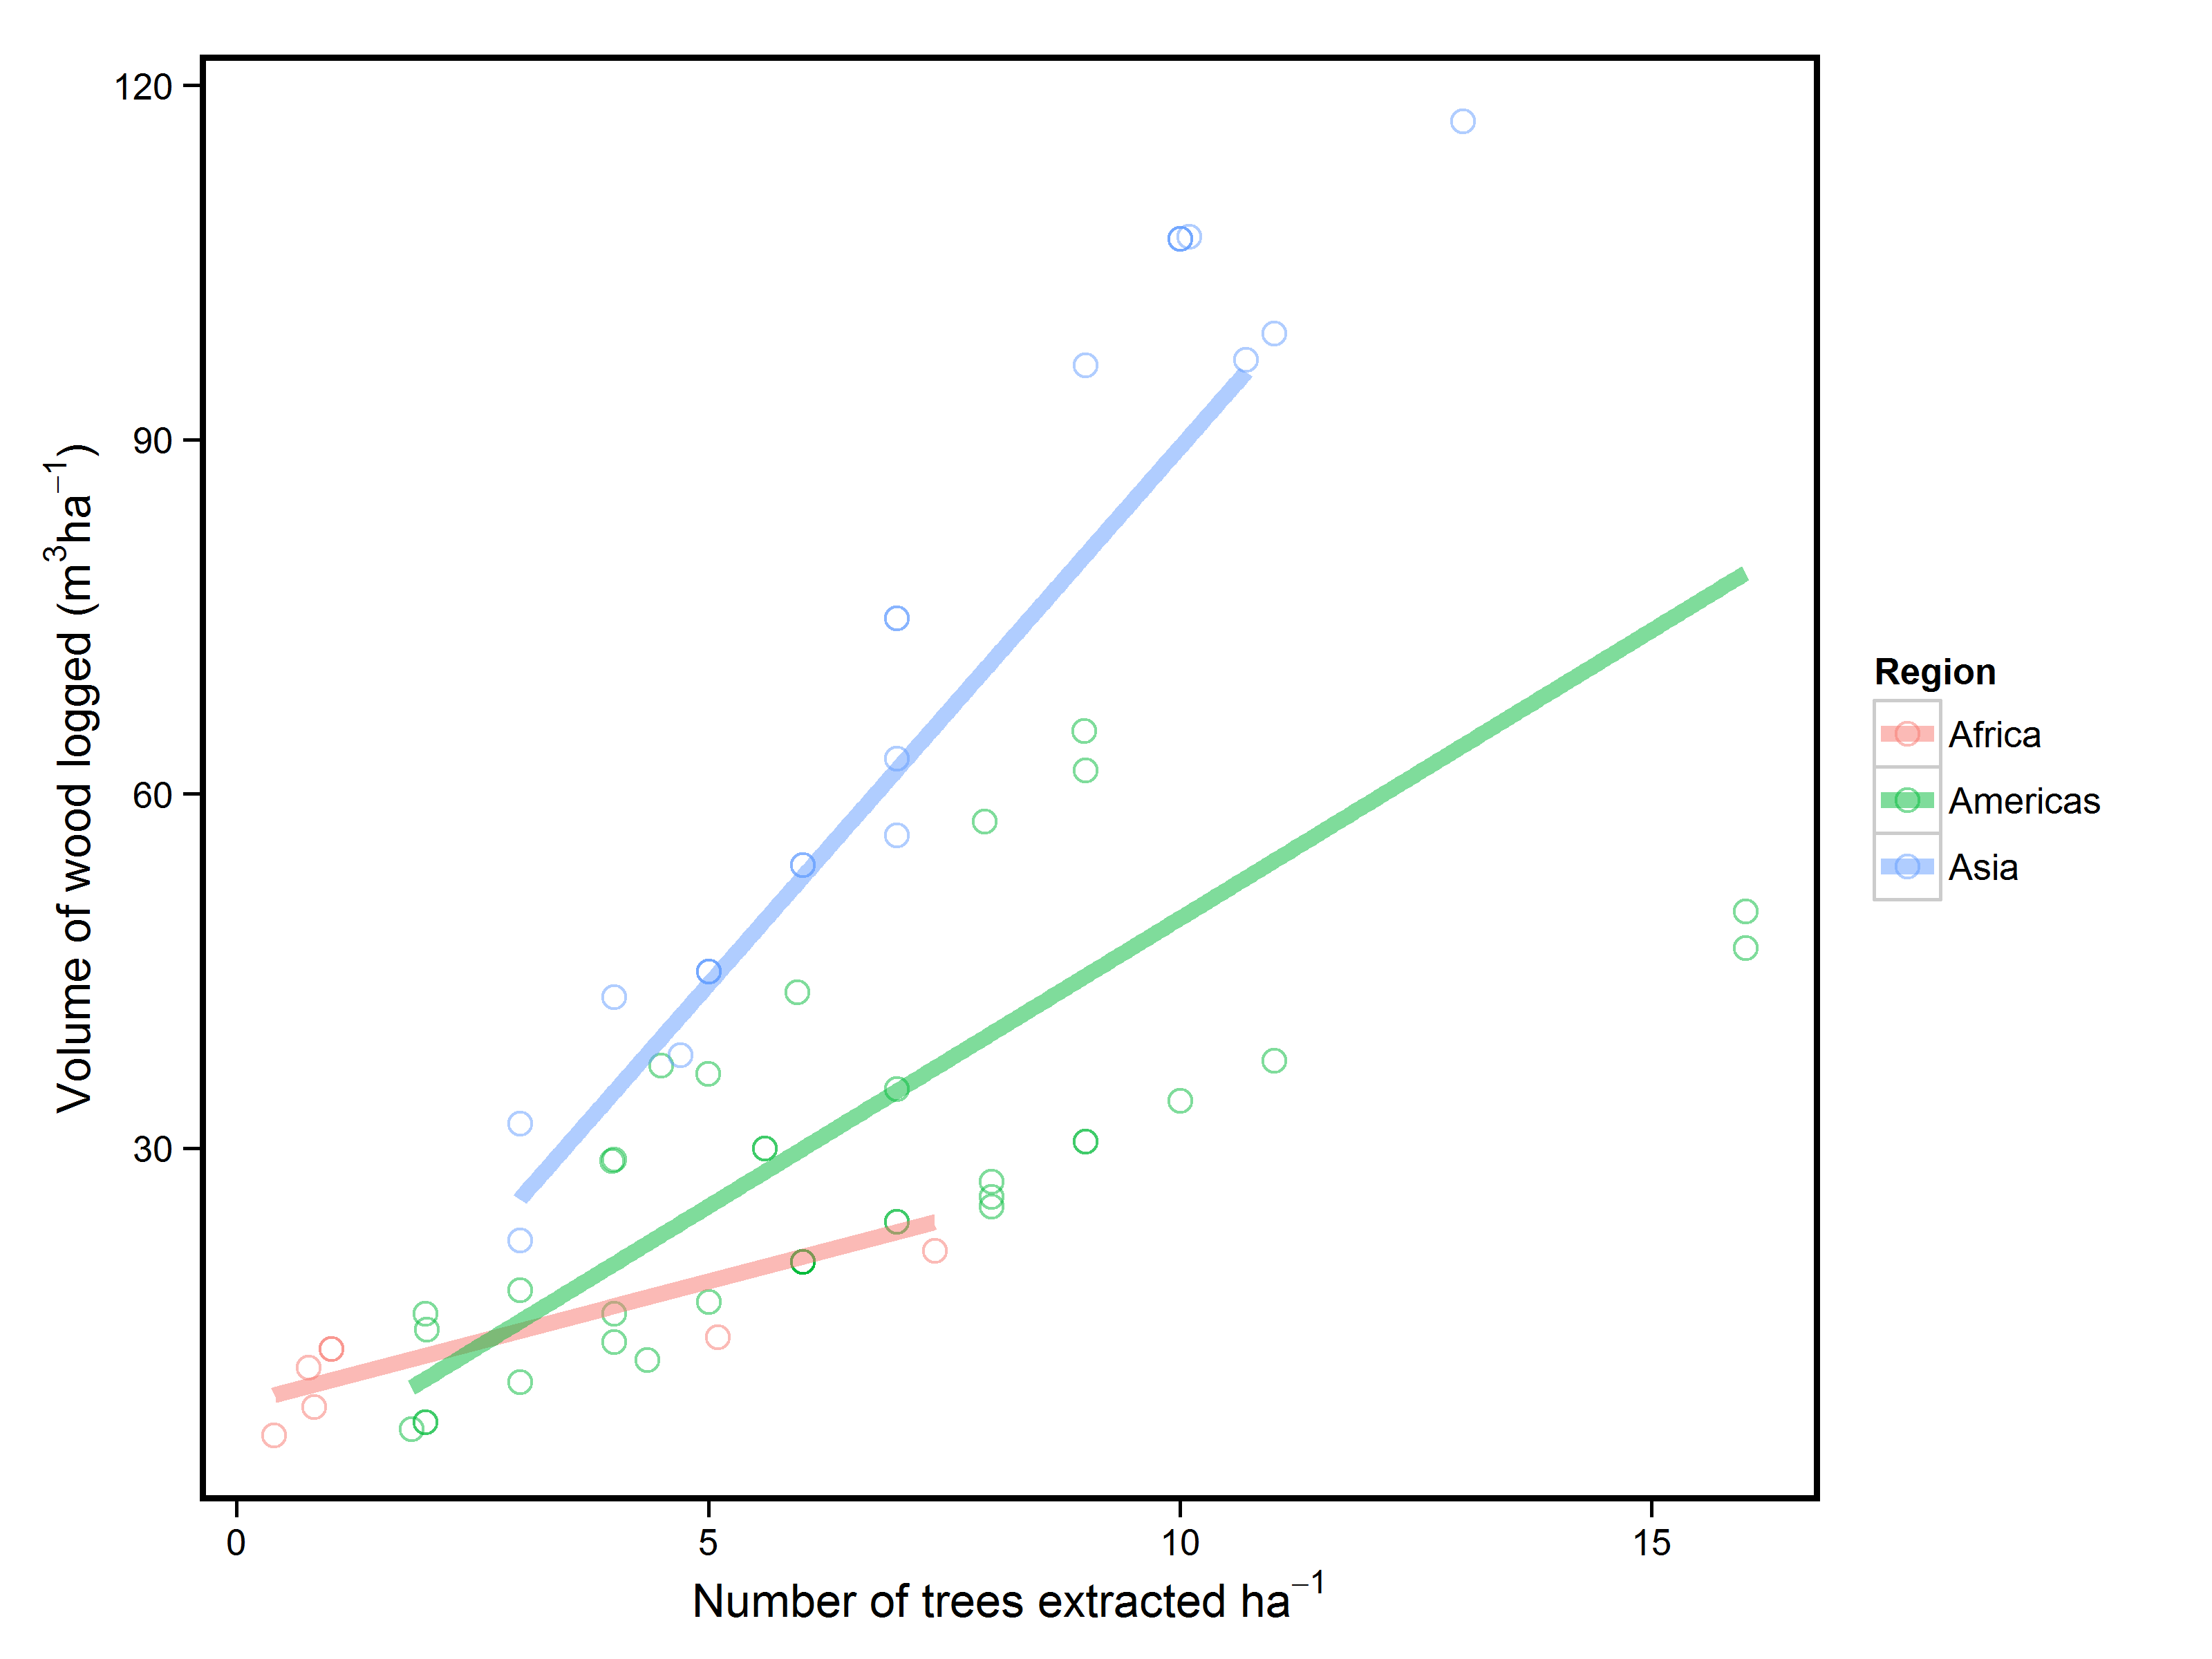 120
90
60
30
Volume of wood logged (m³ha⁻¹)
0 5 10 15
Number of trees extracted ha⁻¹
Region
Africa
Americas
Asia